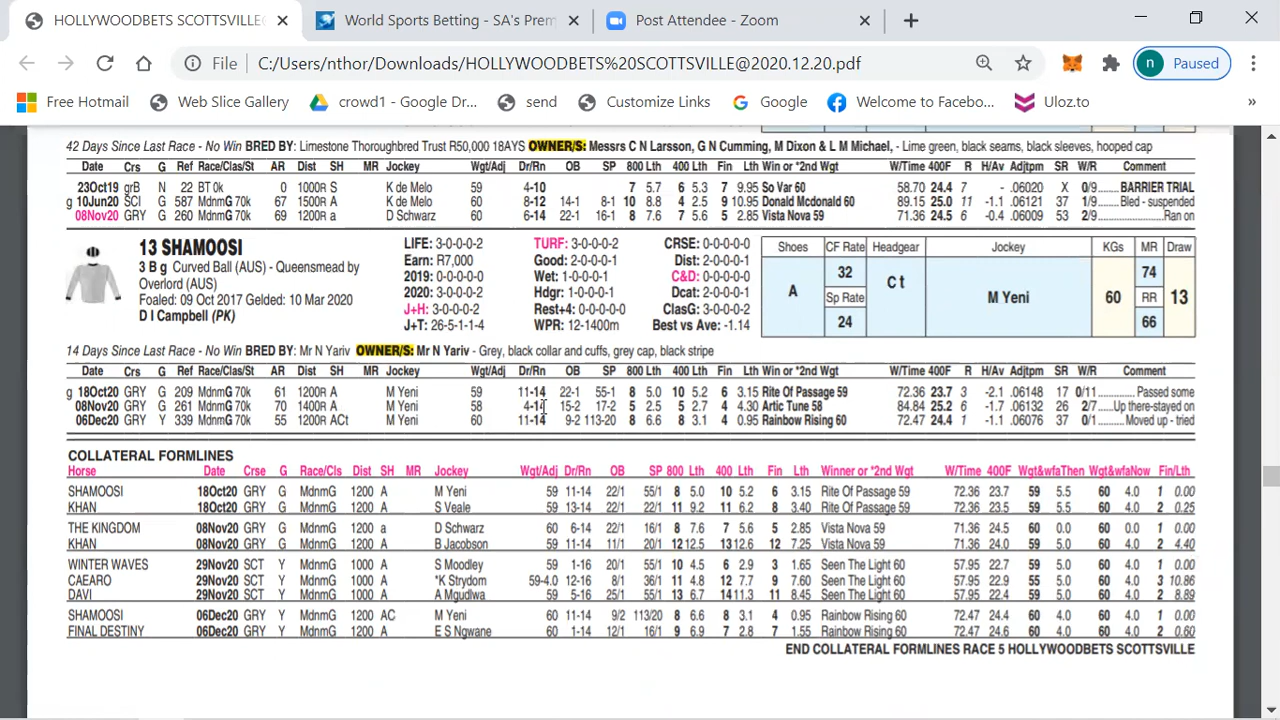 HOLLYWOODBETS SCOTTSVILLE@
World Sports Betting - SA's Prem
Post Attendee - Zoom
File C:/Users/nthor/Downloads/HOLLYWOODBETS%20SCOTTSVILLE@2020.12.20.pdf
n Paused
Free Hotmail Web Slice Gallery crowd1 - Google Dr... send Customize Links Google Welcome to Facebo... Uloz.to »
42 Days Since Last Race - No Win BRED BY: Limestone Thoroughbred Trust R50,000 18AYS OWNER/S: Messrs C N Larsson, G N Cumming, M Dixon & L M Michael, - Lime green, black seams, black sleeves, hooped cap
Date Crs G Ref Race/Clas/St AR Dist SH MR Jockey Wgt/Adj Dr/Rn OB SP 800 Lth 400 Lth Fin Lth Win or *2nd Wgt W/Time 400F R H/Av Adjtpm SR W/R Comment
23Oct19 grB N 22 BT 0k 0 1000R S K de Melo 59 4-10 7 5.7 6 5.3 7 9.95 So Var 60 58.70 24.4 7 - .06020 X 0/9 ........ BARRIER TRIAL
g 10Jun20 SCI G 587 MdnmG 70k 67 1500R A K de Melo 60 8-12 14-1 8-1 10 8.8 4 2.5 9 10.95 Donald Mcdonald 60 89.15 25.0 11 -1.1 .06121 37 1/9 ......Bled - suspended
08Nov20 GRY G 260 MdnmG 70k 69 1200R a D Schwarz 60 6-14 22-1 16-1 8 7.6 7 5.6 5 2.85 Vista Nova 59 71.36 24.5 6 -0.4 .06009 53 2/9 ......................Ran on
13 SHAMOOSI
3 B g Curved Ball (AUS) - Queensmead by
Overlord (AUS)
Foaled: 09 Oct 2017 Gelded: 10 Mar 2020
D I Campbell (PK)
LIFE: 3-0-0-0-2 TURF: 3-0-0-0-2 CRSE: 0-0-0-0-0
Earn: R7,000 Good: 2-0-0-0-1 Dist: 2-0-0-0-1
2019: 0-0-0-0-0 Wet: 1-0-0-0-1 C&D: 0-0-0-0-0
2020: 3-0-0-0-2 Hdgr: 1-0-0-0-1 Dcat: 2-0-0-0-1
J+H: 3-0-0-0-2 Rest+4: 0-0-0-0-0 ClasG: 3-0-0-0-2
J+T: 26-5-1-1-4 WPR: 12-1400m Best vs Ave: -1.14
Shoes CF Rate Headgear Jockey KGs MR Draw
A 32 C t M Yeni 60 74 13
Sp Rate RR
24 66
14 Days Since Last Race - No Win BRED BY: Mr N Yariv OWNER/S: Mr N Yariv - Grey, black collar and cuffs, grey cap, black stripe
Date Crs G Ref Race/Clas/St AR Dist SH MR Jockey Wgt/Adj Dr/Rn OB SP 800 Lth 400 Lth Fin Lth Win or *2nd Wgt W/Time 400F R H/Av Adjtpm SR W/R Comment
g 18Oct20 GRY G 209 MdnmG 70k 61 1200R A M Yeni 59 11-14 22-1 55-1 8 5.0 10 5.2 6 3.15 Rite Of Passage 59 72.36 23.7 3 -2.1 .06148 17 0/11 .......... Passed some
08Nov20 GRY G 261 MdnmG 70k 70 1400R A M Yeni 58 4-14 15-2 17-2 5 2.5 5 2.7 4 4.30 Artic Tune 58 84.84 25.2 6 -1.7 .06132 26 2/7 .....Up there-stayed on
06Dec20 GRY Y 339 MdnmG 70k 55 1200R ACt M Yeni 60 11-14 9-2 113-20 8 6.6 8 3.1 4 0.95 Rainbow Rising 60 72.47 24.4 1 -1.1 .06076 37 0/1 ........ Moved up - tried
COLLATERAL FORMLINES
Horse Date Crse G Race/Cls Dist SH MR Jockey Wgt/Adj Dr/Rn OB SP 800 Lth 400 Lth Fin Lth Winner or *2nd Wgt W/Time 400F Wgt&wfaThen Wgt&wfaNow Fin/Lth
SHAMOOSI 18Oct20 GRY G MdnmG 1200 A M Yeni 59 11-14 22/1 55/1 8 5.0 10 5.2 6 3.15 Rite Of Passage 59 72.36 23.7 59 5.5 60 4.0 1 0.00
KHAN 18Oct20 GRY G MdnmG 1200 A S Veale 59 13-14 22/1 55/1 11 9.2 11 6.2 8 3.40 Rite Of Passage 59 72.36 23.5 59 5.5 60 4.0 2 0.25
THE KINGDOM 08Nov20 GRY G MdnmG 1200 a D Schwarz 60 6-14 22/1 16/1 8 7.6 7 5.6 5 2.85 Vista Nova 59 71.36 24.5 60 0.0 60 0.0 1 0.00
KHAN 08Nov20 GRY G MdnmG 1200 A B Jacobson 59 11-14 11/1 20/1 12 12.5 13 12.6 12 7.25 Vista Nova 59 71.36 24.0 59 5.0 60 4.0 2 4.40
WINTER WAVES 29Nov20 SCT Y MdnmG 1000 A S Moodley 59 1-16 20/1 55/1 10 4.5 6 2.9 3 1.65 Seen The Light 60 57.95 22.7 59 5.0 60 4.0 1 0.00
CAEARO 29Nov20 SCT Y MdnmG 1000 A *K Strydom 59-4.0 12-16 8/1 36/1 11 4.8 12 7.7 9 7.60 Seen The Light 60 57.95 22.9 55 5.0 60 4.0 3 10.86
DAVI 29Nov20 SCT Y MdnmG 1000 A A Mgudlwa 59 5-16 25/1 55/1 13 6.7 14 11.3 11 8.45 Seen The Light 60 57.95 22.4 59 5.0 60 4.0 2 8.89
SHAMOOSI 06Dec20 GRY Y MdnmG 1200 AC M Yeni 60 11-14 9/2 113/20 8 6.6 8 3.1 4 0.95 Rainbow Rising 60 72.47 24.4 60 4.0 60 4.0 1 0.00
FINAL DESTINY 06Dec20 GRY Y MdnmG 1200 A E S Ngwane 60 1-14 12/1 16/1 9 6.9 7 2.8 7 1.55 Rainbow Rising 60 72.47 24.6 60 4.0 60 4.0 2 0.60
END COLLATERAL FORMLINES RACE 5 HOLLYWOODBETS SCOTTSVILLE